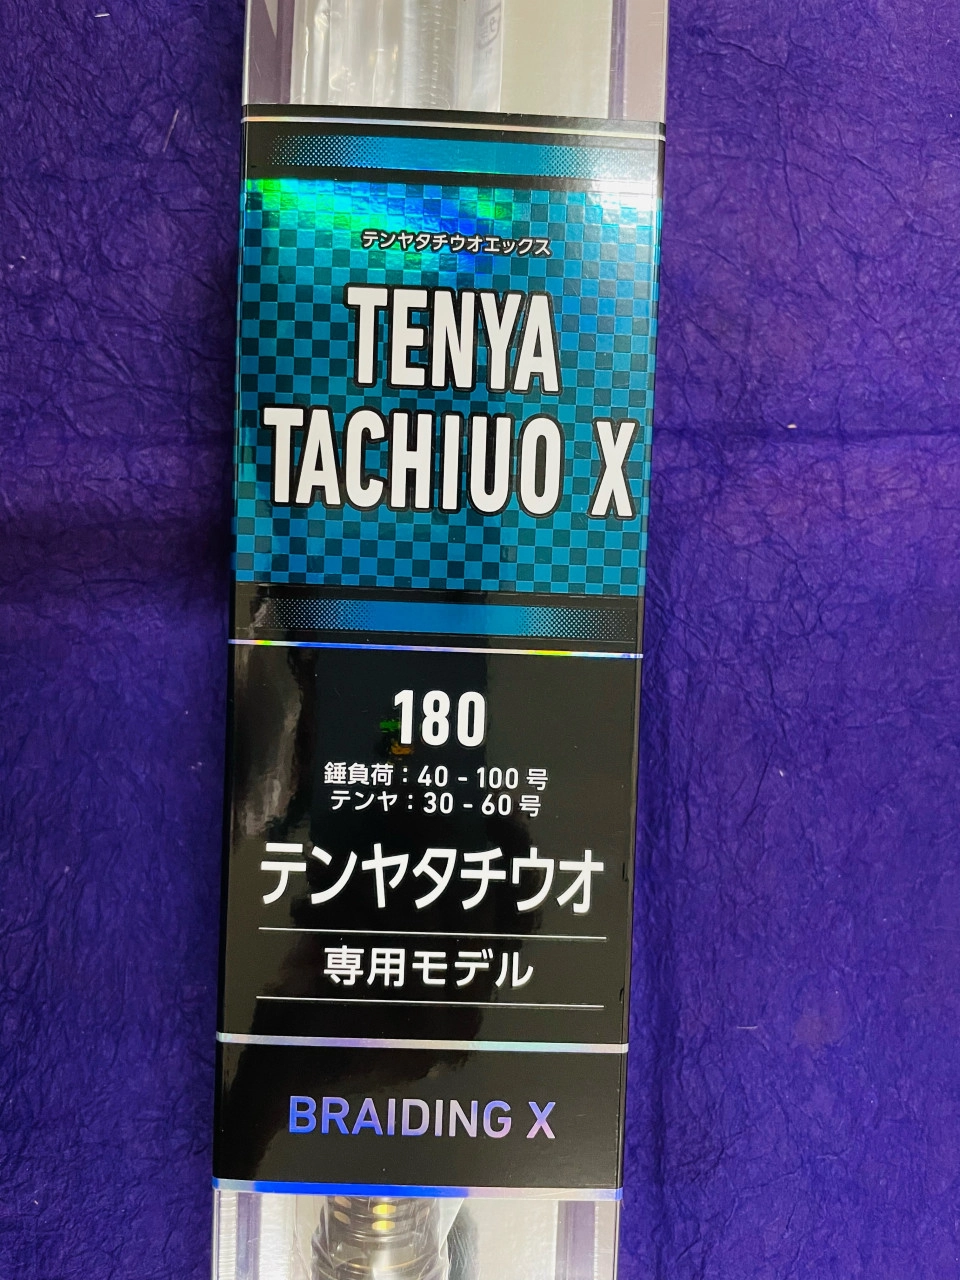 テンヤタチウオエックス
TENYA
TACHIUO X
180
錘負荷：40 - 100 号
テンヤ：30 - 60 号
テンヤタチウオ
専用モデル
BRAIDING X